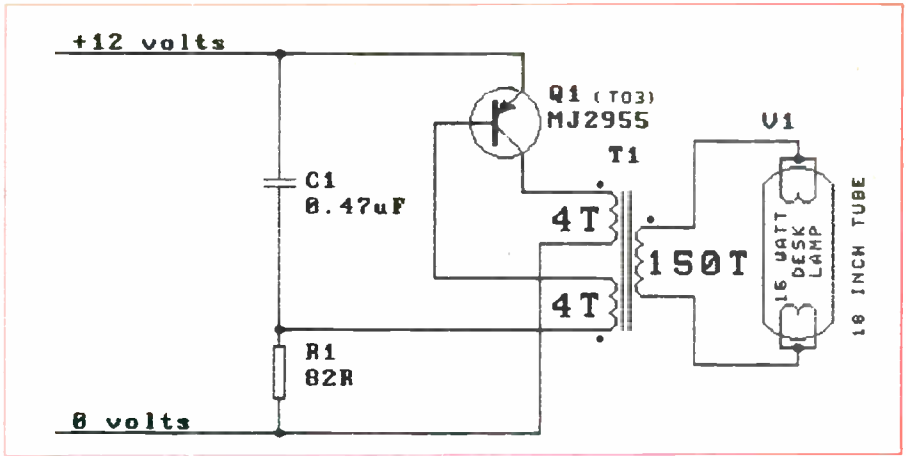 +12 volts
Q1 (TO3)
MJ2955
V1
T1
C1
0.47uF
4T
150T
4T
16 WATT
DESK
LAMP
18 INCH TUBE
R1
82R
0 volts